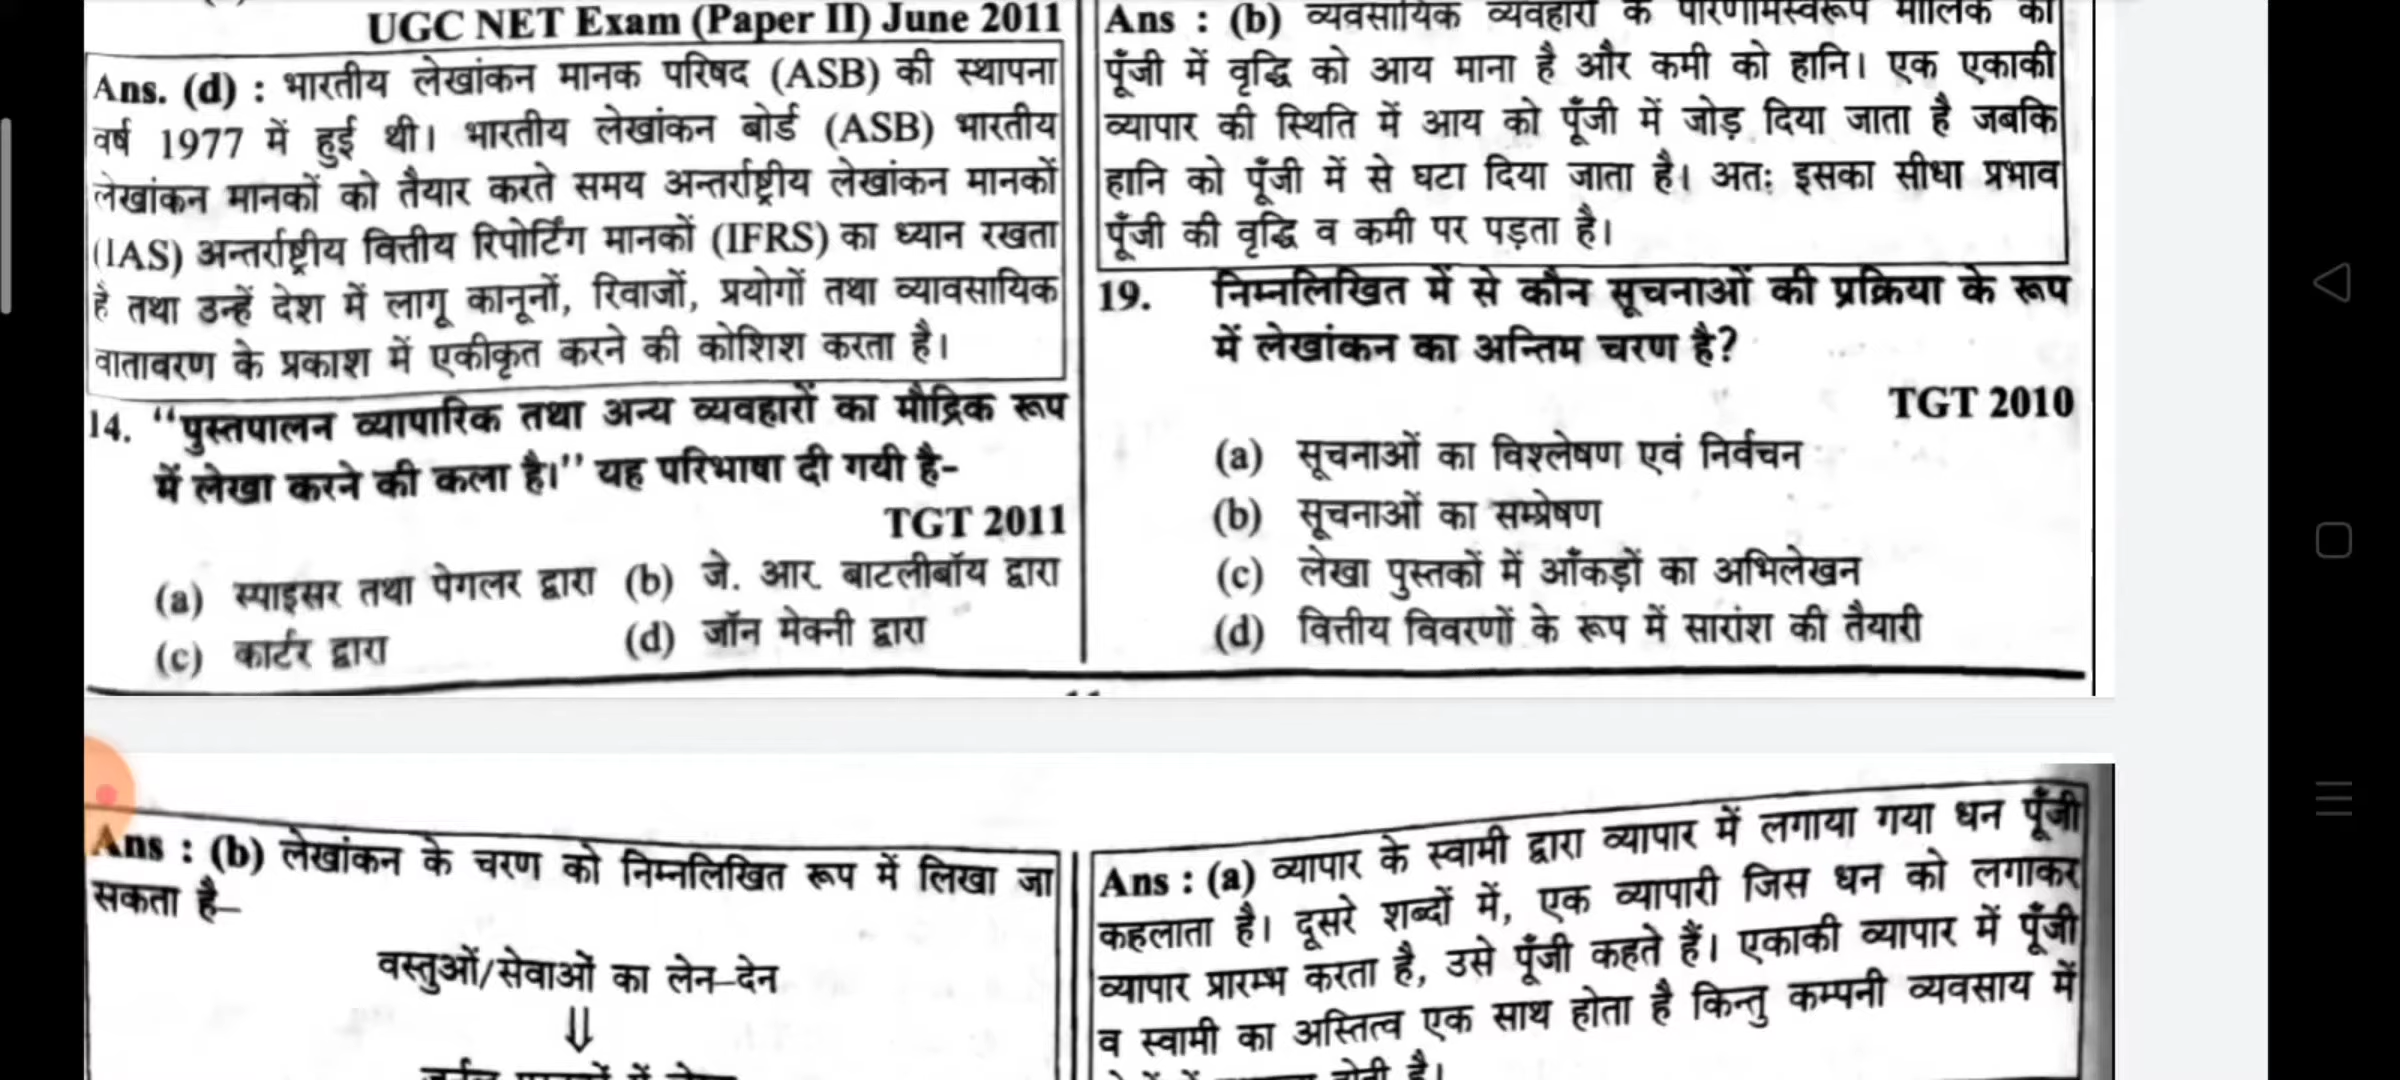 UGC NET Exam (Paper II) June 2011
Ans. (d) : भारतीय लेखांकन मानक परिषद (ASB) की स्थापना
वर्ष 1977 में हुई थी। भारतीय लेखांकन बोर्ड (ASB) भारतीय
लेखांकन मानकों को तैयार करते समय अन्तर्राष्ट्रीय लेखांकन मानकों
(IAS) अन्तर्राष्ट्रीय वित्तीय रिपोर्टिंग मानकों (IFRS) का ध्यान रखता
है तथा उन्हें देश में लागू कानूनों, रिवाजों, प्रयोगों तथा व्यावसायिक
वातावरण के प्रकाश में एकीकृत करने की कोशिश करता है।
14. "पुस्तपालन व्यापारिक तथा अन्य व्यवहारों का मौद्रिक रूप
में लेखा करने की कला है।" यह परिभाषा दी गयी है-
TGT 2011
(a) स्पाइसर तथा पेगलर द्वारा (b) जे. आर. बाटलीबॉय द्वारा
(c) कार्टर द्वारा (d) जॉन मेक्नी द्वारा
Ans : (b) व्यवसायिक व्यवहारों के परिणामस्वरूप मालिक की
पूँजी में वृद्धि को आय माना है और कमी को हानि। एक एकाकी
व्यापार की स्थिति में आय को पूँजी में जोड़ दिया जाता है जबकि
हानि को पूँजी में से घटा दिया जाता है। अतः इसका सीधा प्रभाव
पूँजी की वृद्धि व कमी पर पड़ता है।
19. निम्नलिखित में से कौन सूचनाओं की प्रक्रिया के रूप
में लेखांकन का अन्तिम चरण है?
TGT 2010
(a) सूचनाओं का विश्लेषण एवं निर्वचन
(b) सूचनाओं का सम्प्रेषण
(c) लेखा पुस्तकों में आँकड़ों का अभिलेखन
(d) वित्तीय विवरणों के रूप में सारांश की तैयारी
Ans : (b) लेखांकन के चरण को निम्नलिखित रूप में लिखा जा
सकता है–
वस्तुओं/सेवाओं का लेन–देन
⇓
Ans : (a) व्यापार के स्वामी द्वारा व्यापार में लगाया गया धन पूँजी
कहलाता है। दूसरे शब्दों में, एक व्यापारी जिस धन को लगाकर
व्यापार प्रारम्भ करता है, उसे पूँजी कहते हैं। एकाकी व्यापार में पूँजी
व स्वामी का अस्तित्व एक साथ होता है किन्तु कम्पनी व्यवसाय में